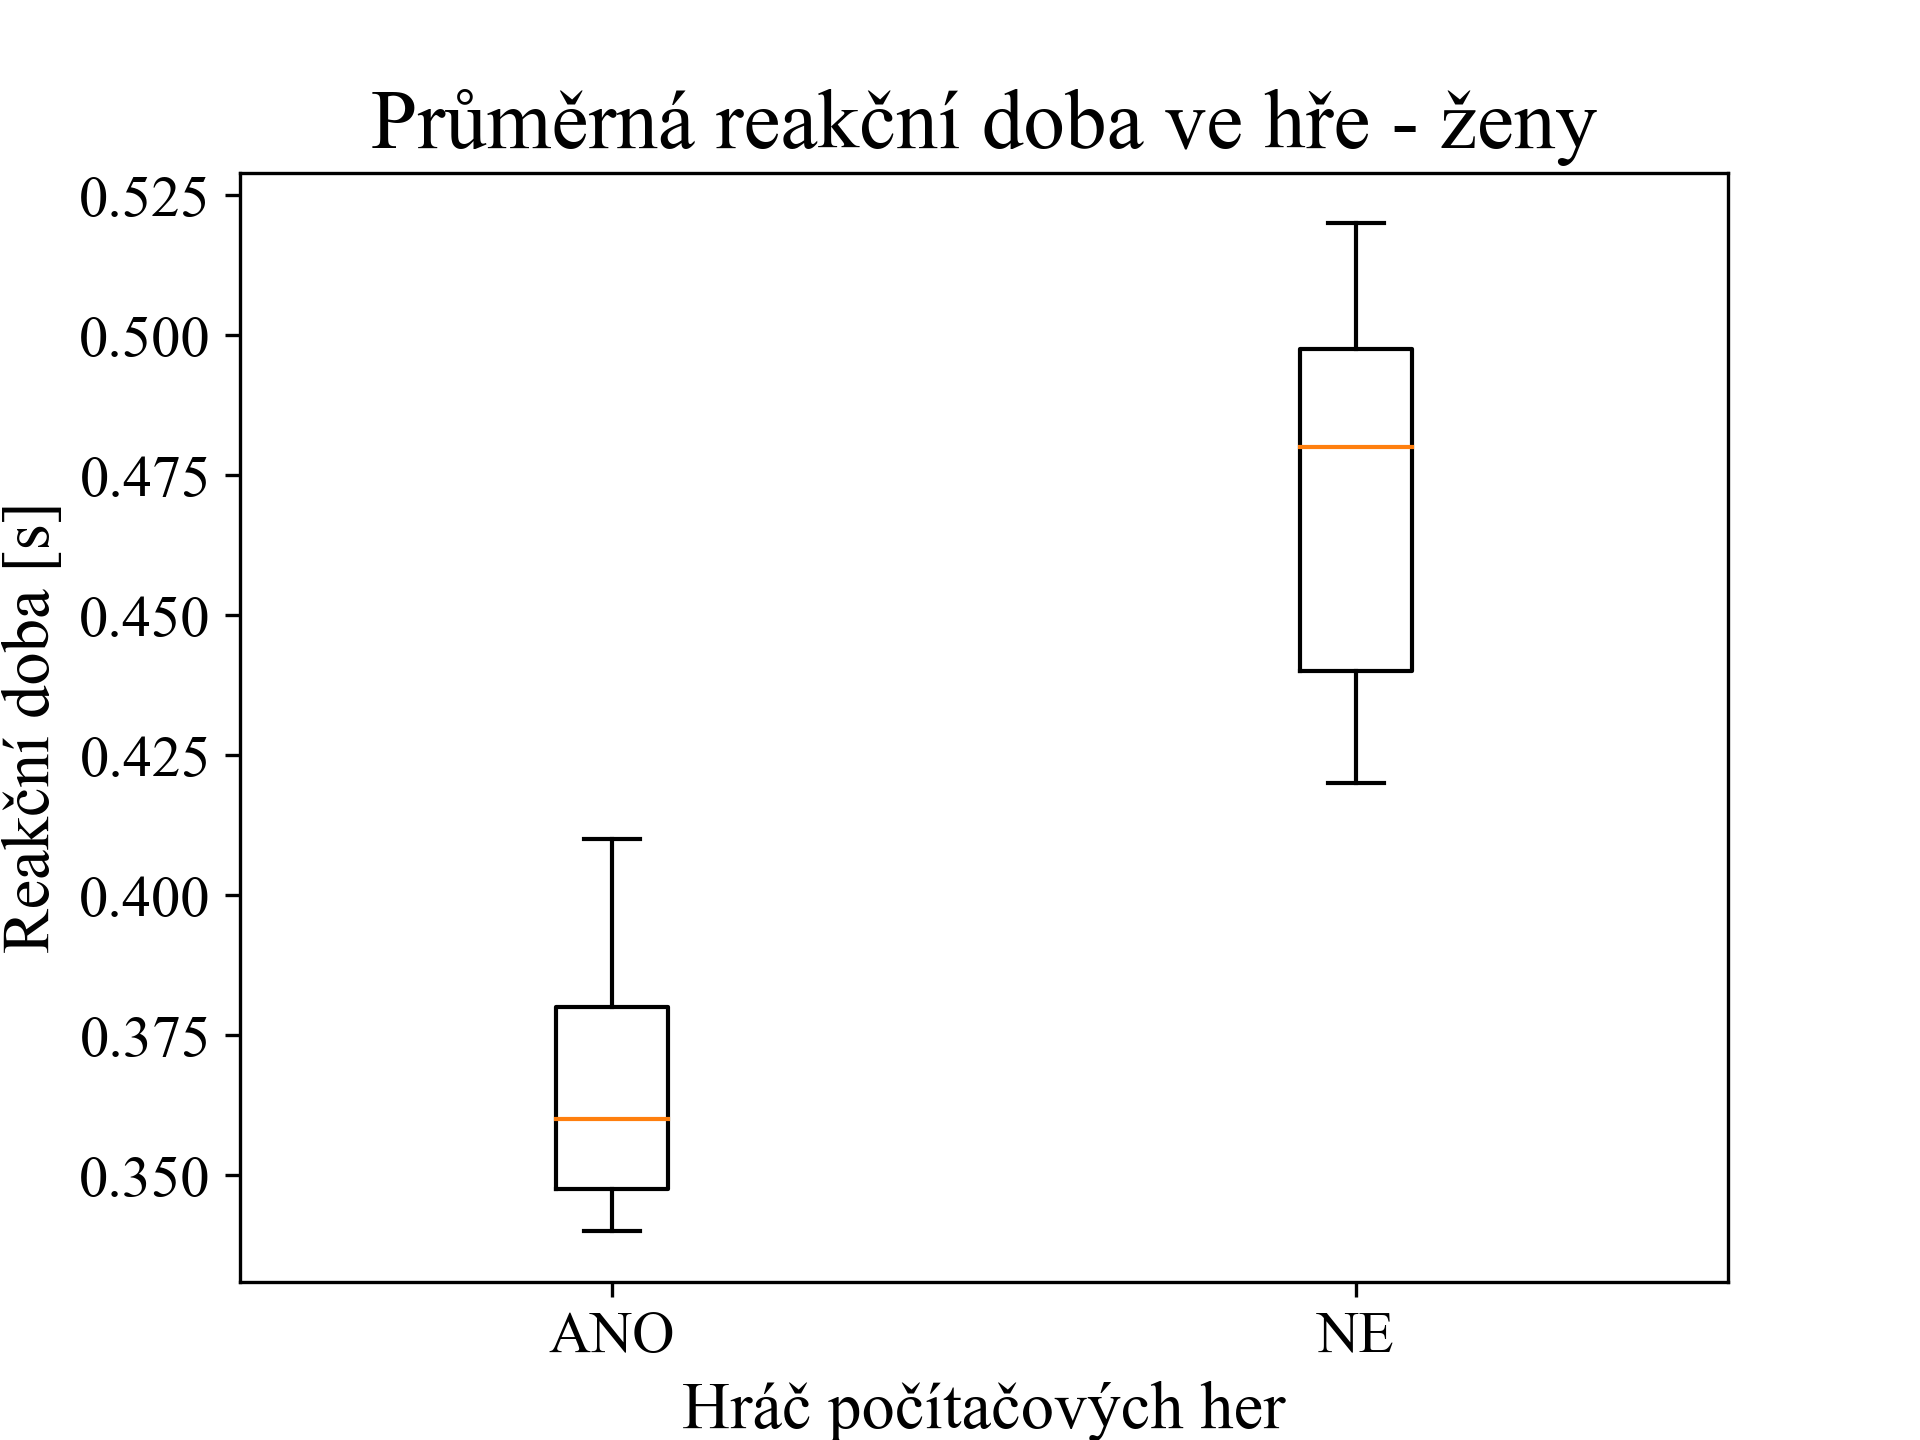 Průměrná reakční doba ve hře - ženy
0.525
0.500
0.475
0.450
0.425
0.400
0.375
0.350
Reakční doba [s]
ANO
NE
Hráč počítačových her